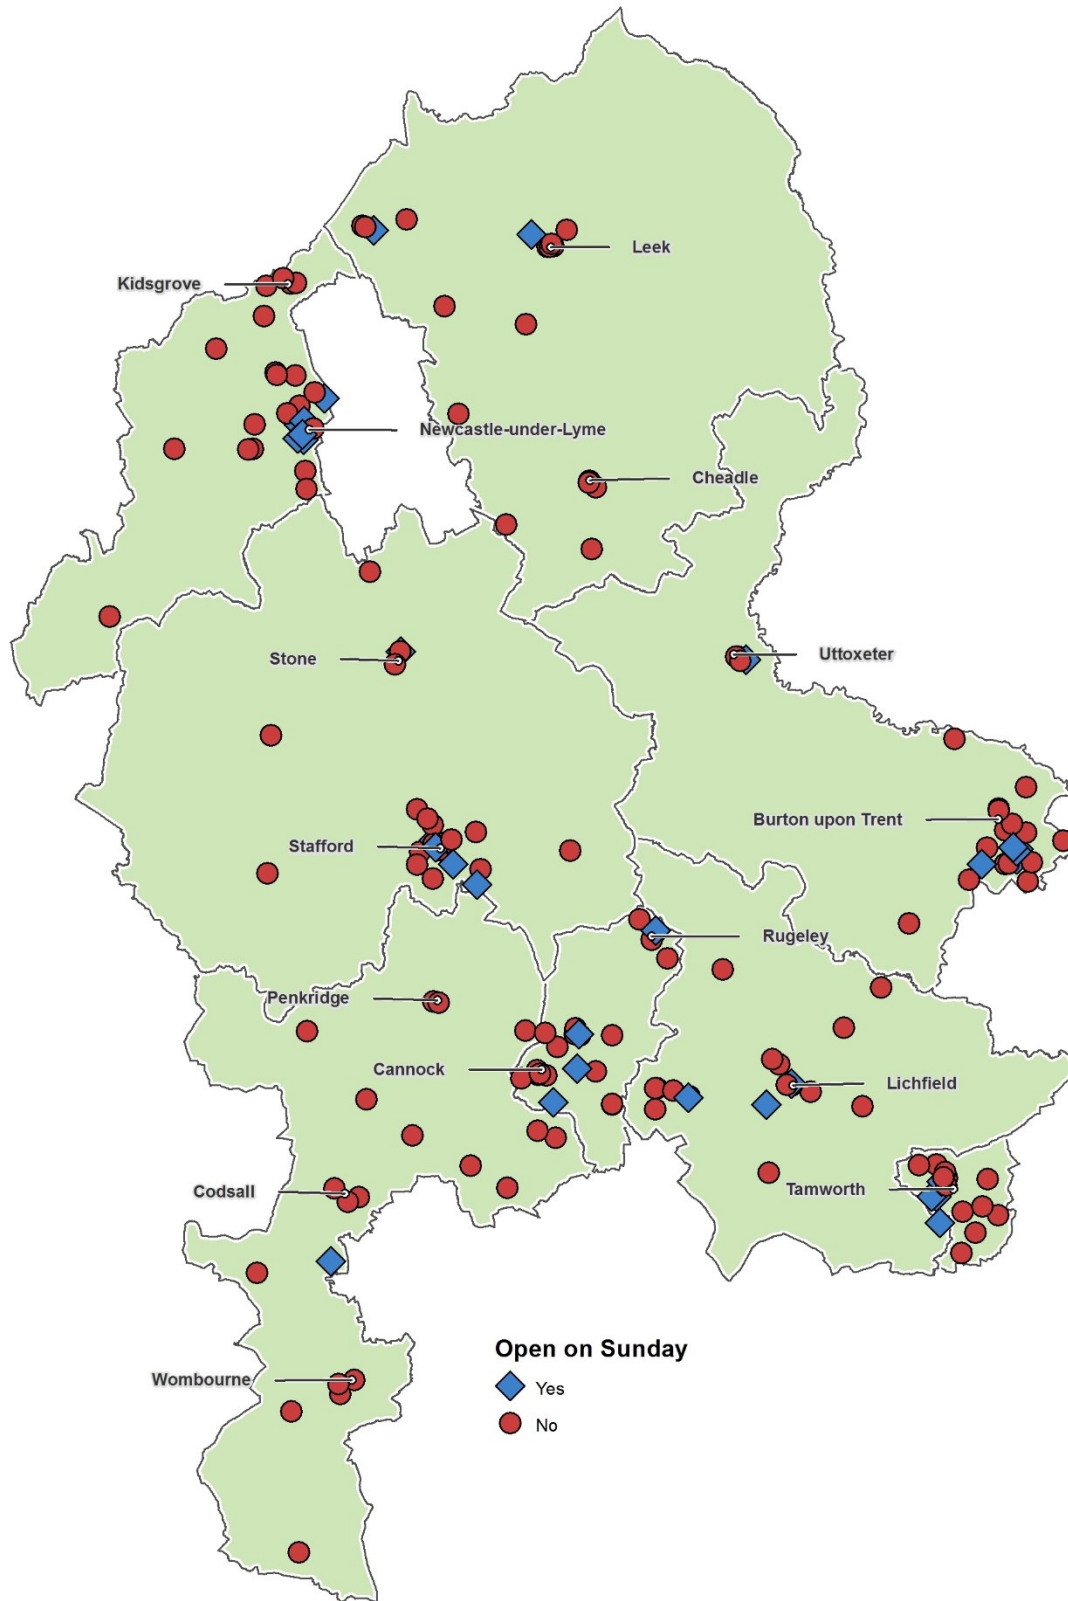 Leek
Kidsgrove
Newcastle-under-Lyme
Cheadle
Stone
Uttoxeter
Burton upon Trent
Stafford
Rugeley
Penkridge
Cannock
Lichfield
Codsall
Tamworth
Open on Sunday
Wombourne
Yes
No